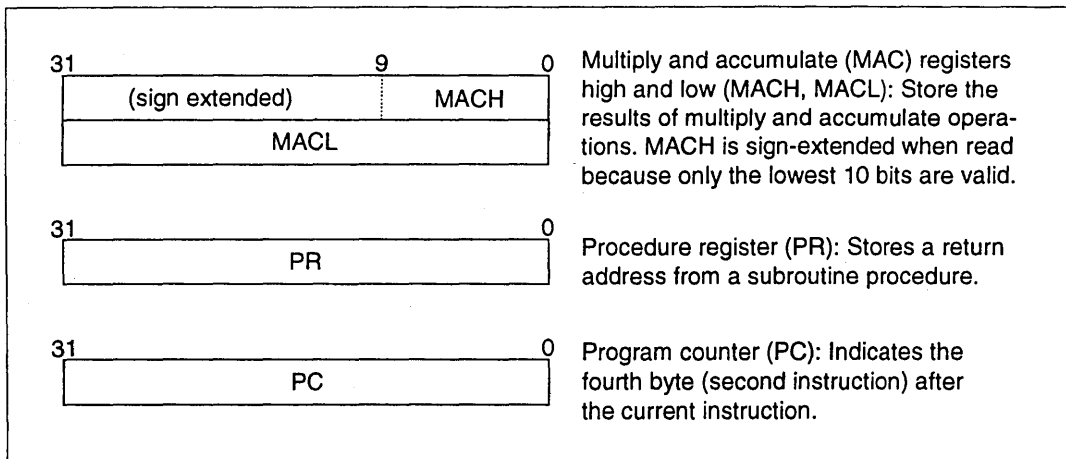 31 9 0
(sign extended) MACH
MACL
Multiply and accumulate (MAC) registers
high and low (MACH, MACL): Store the
results of multiply and accumulate opera-
tions. MACH is sign-extended when read
because only the lowest 10 bits are valid.
31 0
PR
Procedure register (PR): Stores a return
address from a subroutine procedure.
31 0
PC
Program counter (PC): Indicates the
fourth byte (second instruction) after
the current instruction.